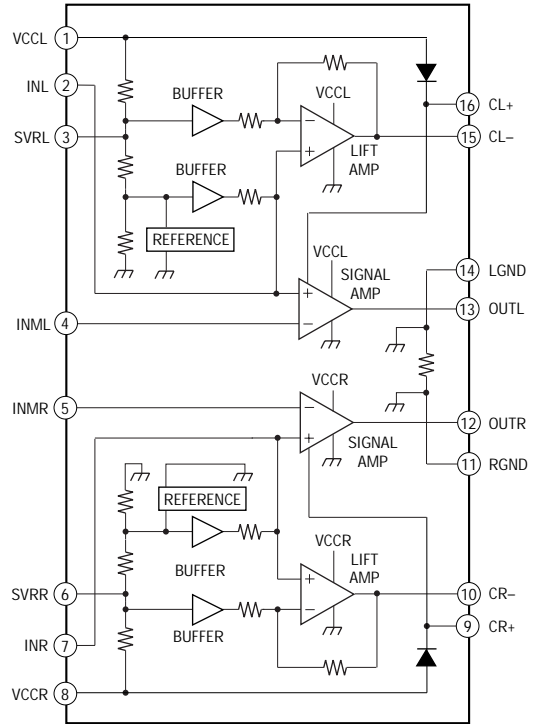 VCCL 1
INL 2
SVRL 3
INML 4
INMR 5
SVRR 6
INR 7
VCCR 8
BUFFER
BUFFER
REFERENCE
VCCL
−
+
LIFT
AMP
VCCL
SIGNAL
AMP
+
−
VCCR
−
+
SIGNAL
AMP
REFERENCE
BUFFER
BUFFER
VCCR
LIFT
AMP
+
−
16 CL+
15 CL−
14 LGND
13 OUTL
12 OUTR
11 RGND
10 CR−
9 CR+